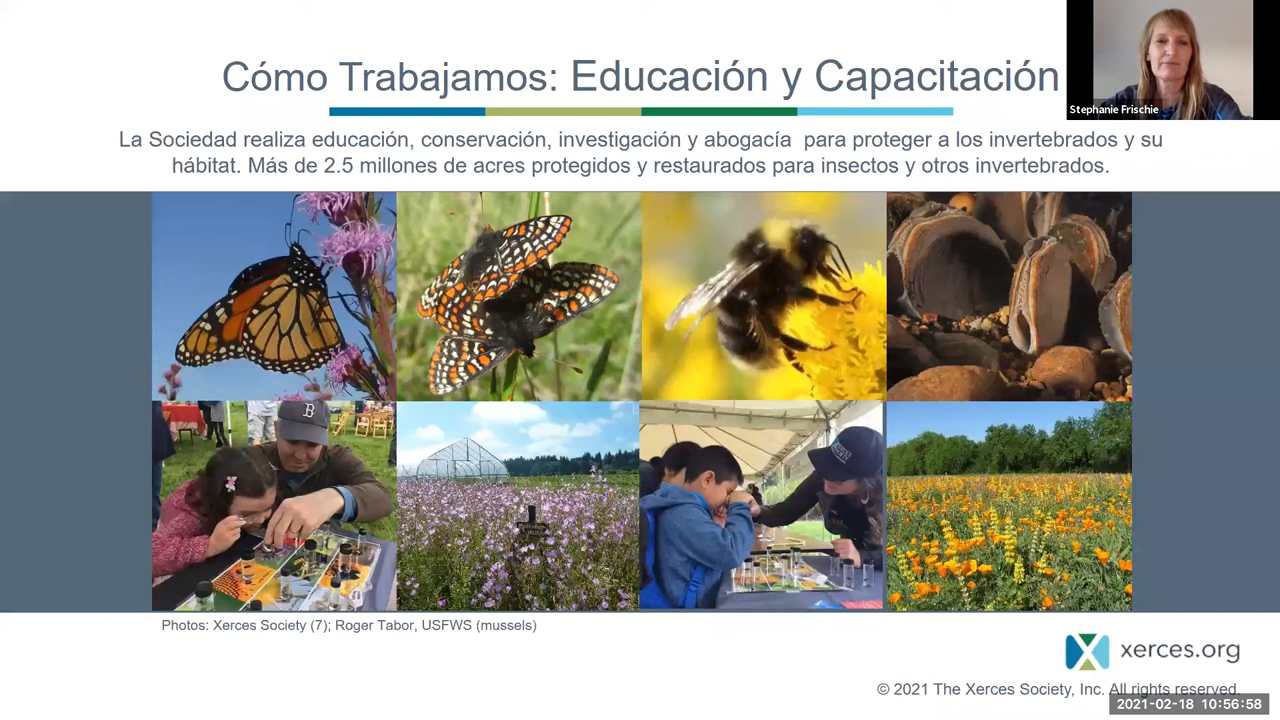 Cómo Trabajamos: Educación y Capacitación
Stephanie Frischie
La Sociedad realiza educación, conservación, investigación y abogacía para proteger a los invertebrados y su
hábitat. Más de 2.5 millones de acres protegidos y restaurados para insectos y otros invertebrados.
B
Photos: Xerces Society (7); Roger Tabor, USFWS (mussels)
xerces.org
© 2021 The Xerces Society, Inc. All rights reserved.
2021-02-18 10:56:58